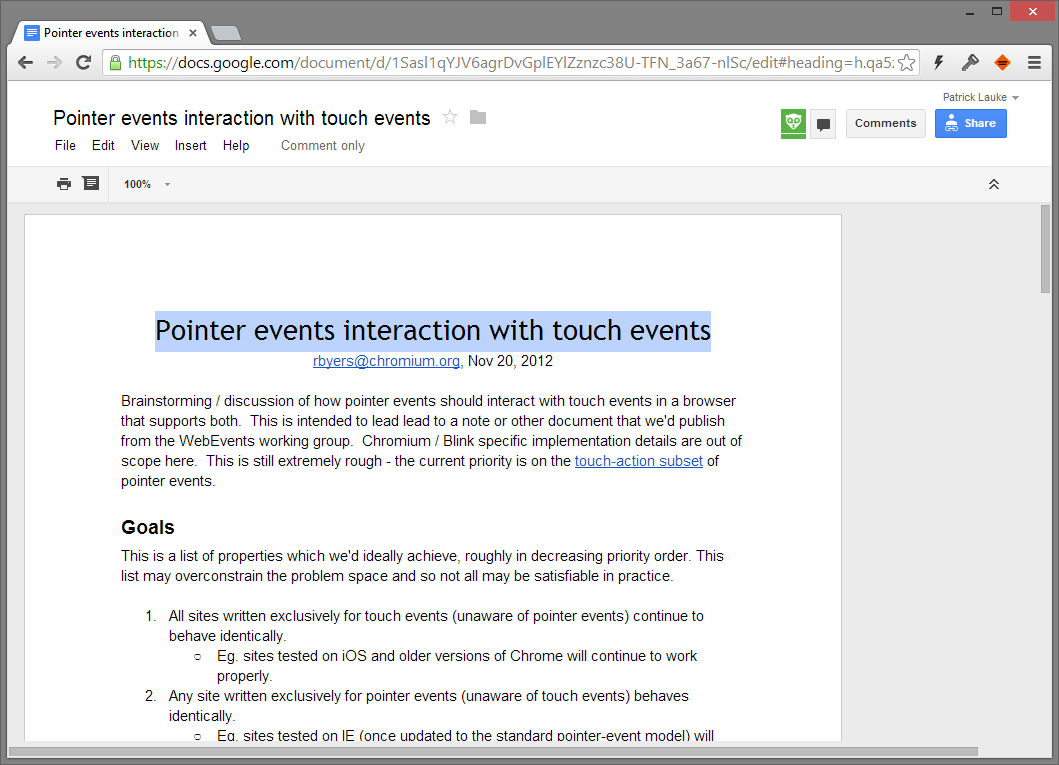 Pointer events interaction
https://docs.google.com/document/d/1Sasl1qYJV6agrDvGplEYlZznzc38U-TFN_3a67-nlSc/edit#heading=h.qa5
Patrick Lauke
Pointer events interaction with touch events
Comments
Share
File Edit View Insert Help Comment only
100%
Pointer events interaction with touch events
rbyers@chromium.org, Nov 20, 2012
Brainstorming / discussion of how pointer events should interact with touch events in a browser
that supports both.  This is intended to lead lead to a note or other document that we'd publish
from the WebEvents working group.  Chromium / Blink specific implementation details are out of
scope here.  This is still extremely rough - the current priority is on the touch-action subset of
pointer events.
Goals
This is a list of properties which we'd ideally achieve, roughly in decreasing priority order. This
list may overconstrain the problem space and so not all may be satisfiable in practice.
1. All sites written exclusively for touch events (unaware of pointer events) continue to
behave identically.
○ Eg. sites tested on iOS and older versions of Chrome will continue to work
properly.
2. Any site written exclusively for pointer events (unaware of touch events) behaves
identically.
○ Eg. sites tested on IE (once updated to the standard pointer-event model) will